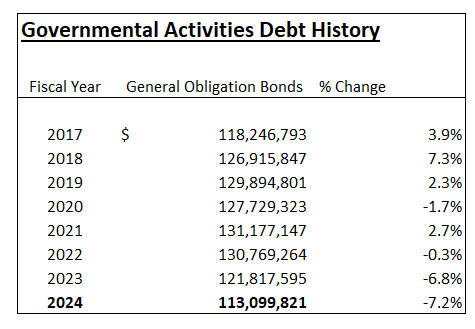 Governmental Activities Debt History
Fiscal Year General Obligation Bonds % Change
2017 $ 118,246,793 3.9%
2018 126,915,847 7.3%
2019 129,894,801 2.3%
2020 127,729,323 -1.7%
2021 131,177,147 2.7%
2022 130,769,264 -0.3%
2023 121,817,595 -6.8%
2024 113,099,821 -7.2%